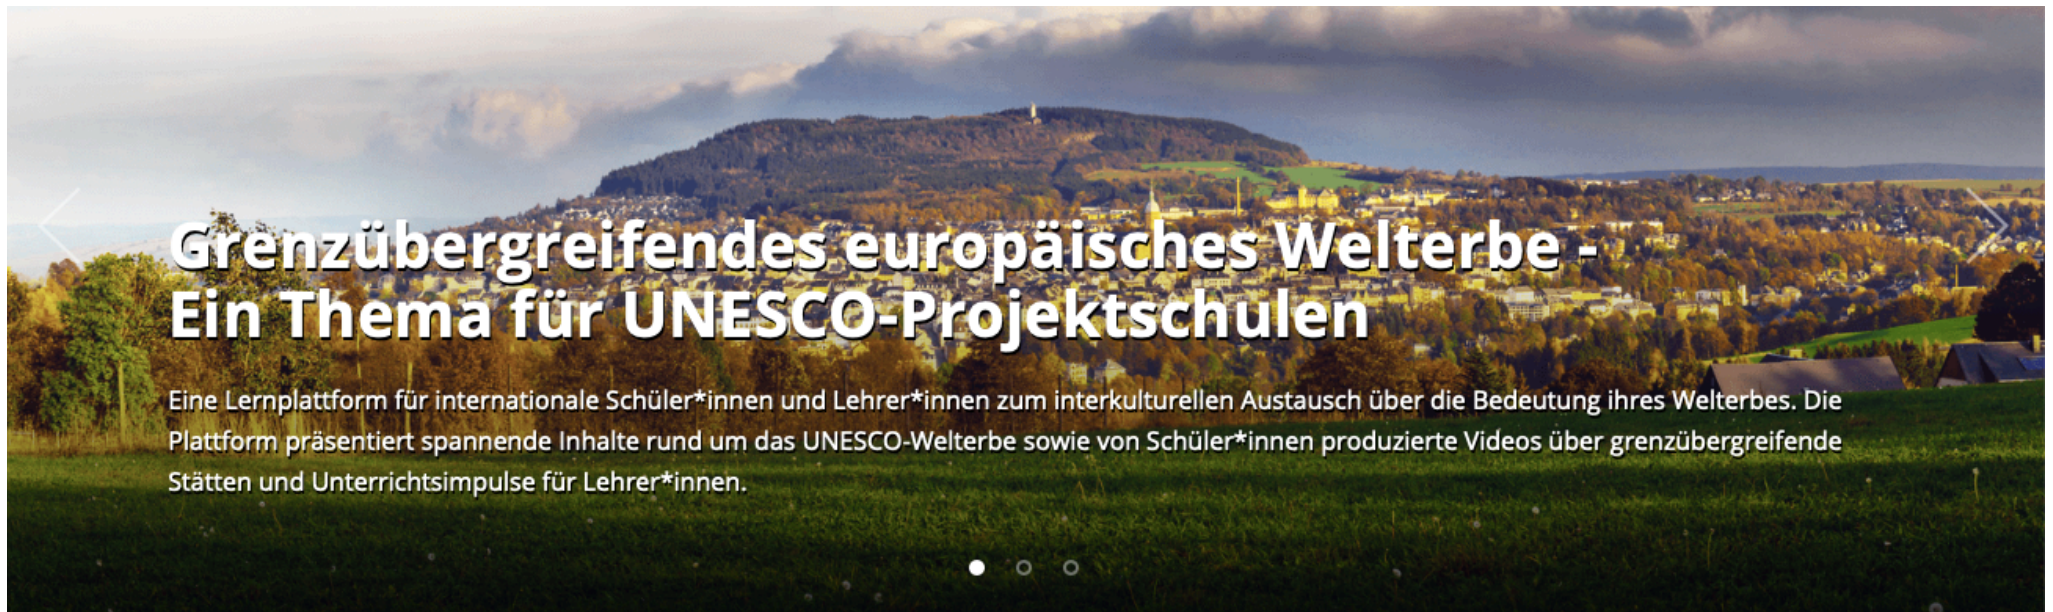 Grenzübergreifendes europäisches Welterbe -
Ein Thema für UNESCO-Projektschulen
Eine Lernplattform für internationale Schüler*innen und Lehrer*innen zum interkulturellen Austausch über die Bedeutung ihres Welterbes. Die
Plattform präsentiert spannende Inhalte rund um das UNESCO-Welterbe sowie von Schüler*innen produzierte Videos über grenzübergreifende
Stätten und Unterrichtsimpulse für Lehrer*innen.